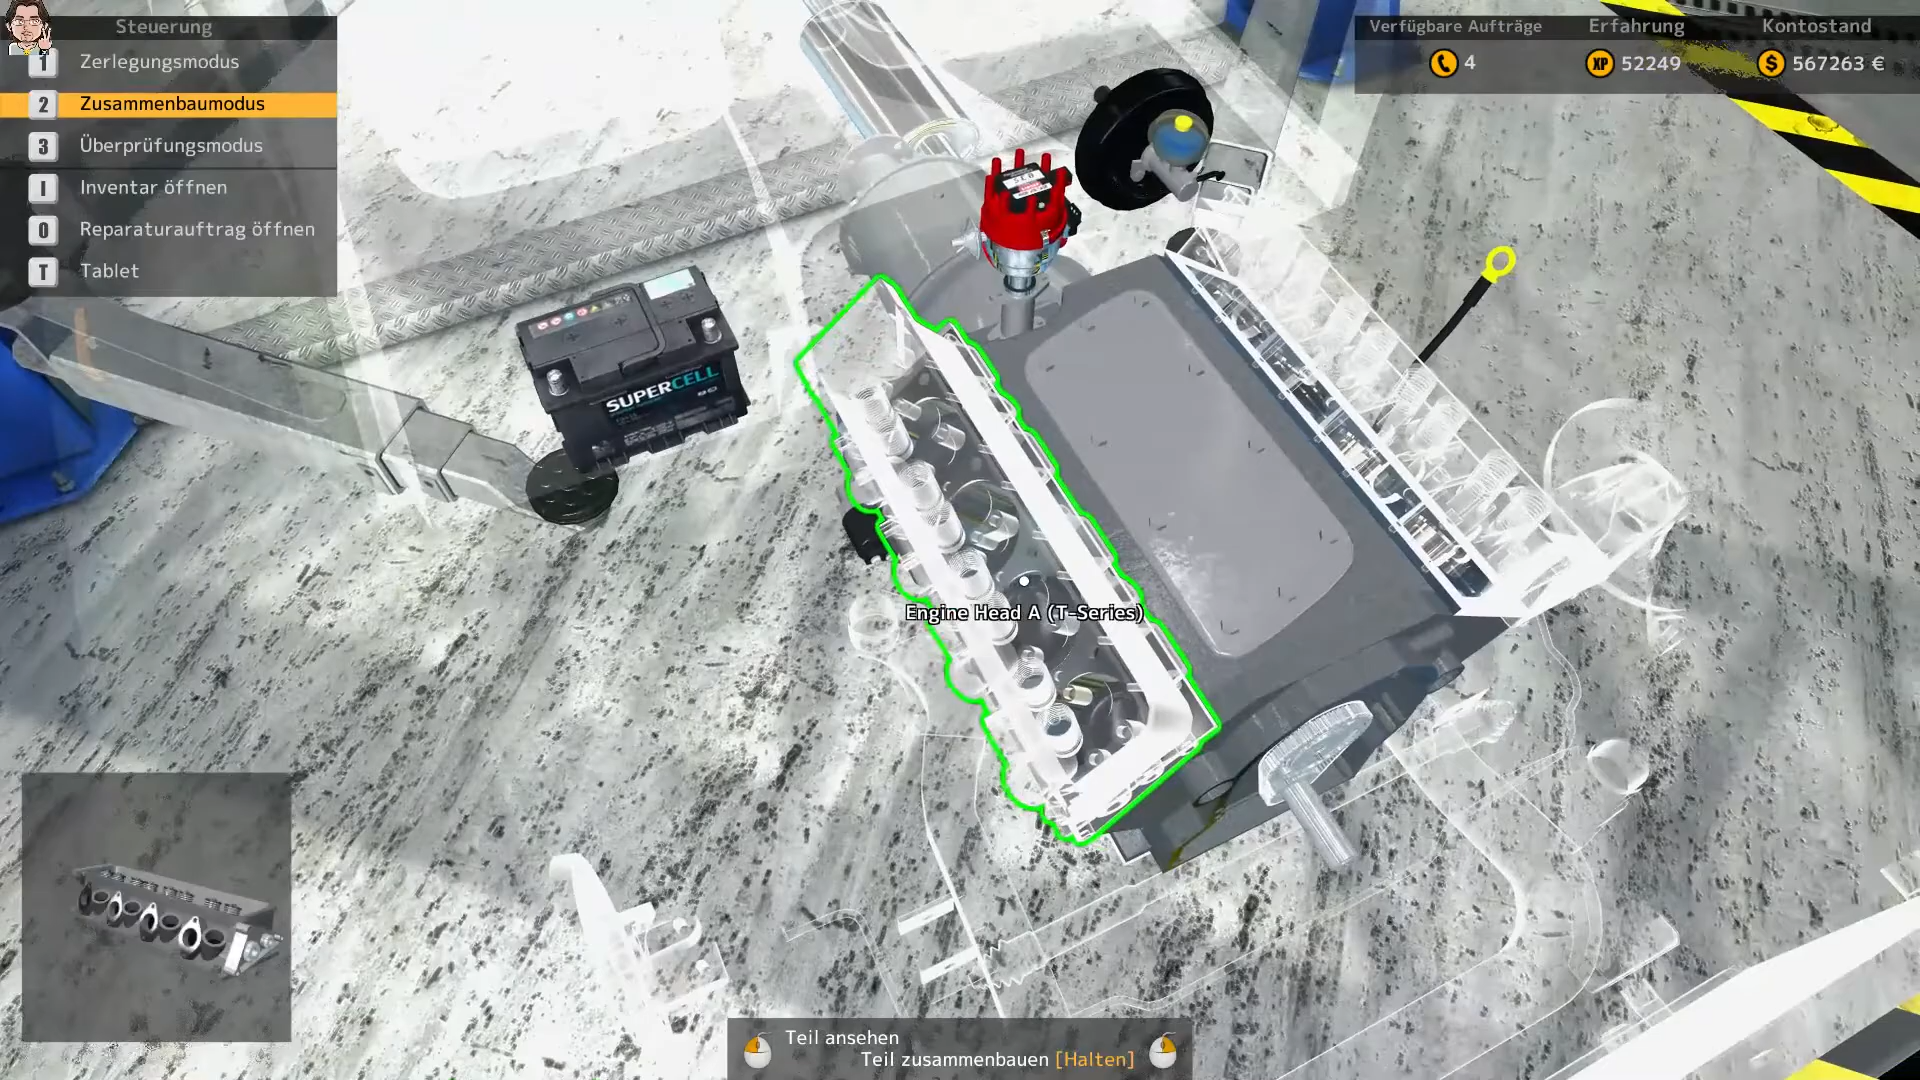 Steuerung
1 Zerlegungsmodus
2 Zusammenbaumodus
3 Überprüfungsmodus
I Inventar öffnen
O Reparaturauftrag öffnen
T Tablet
Verfügbare Aufträge Erfahrung Kontostand
4 XP 52249 $ 567263 €
SUPERCELL
Engine Head A (T-Series)
Teil ansehen
Teil zusammenbauen [Halten]